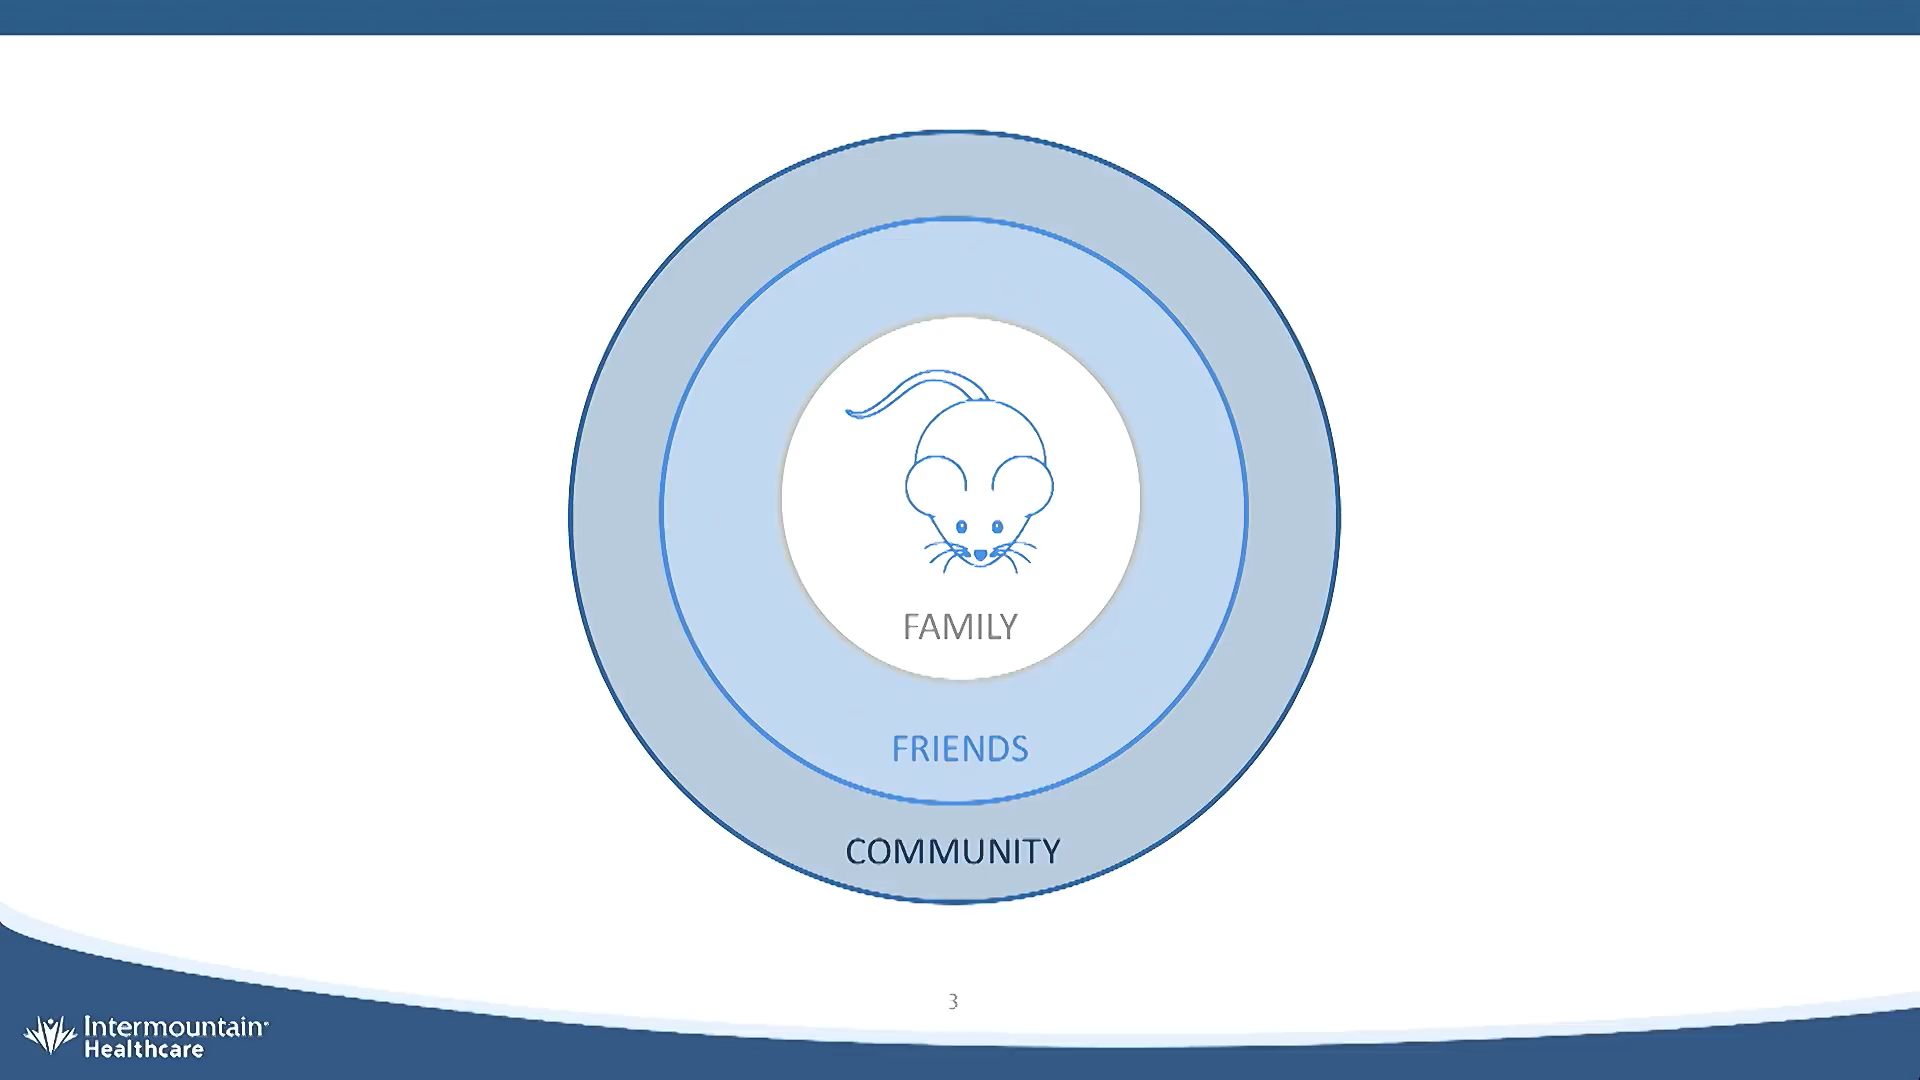 FAMILY
FRIENDS
COMMUNITY
3
Intermountain
Healthcare